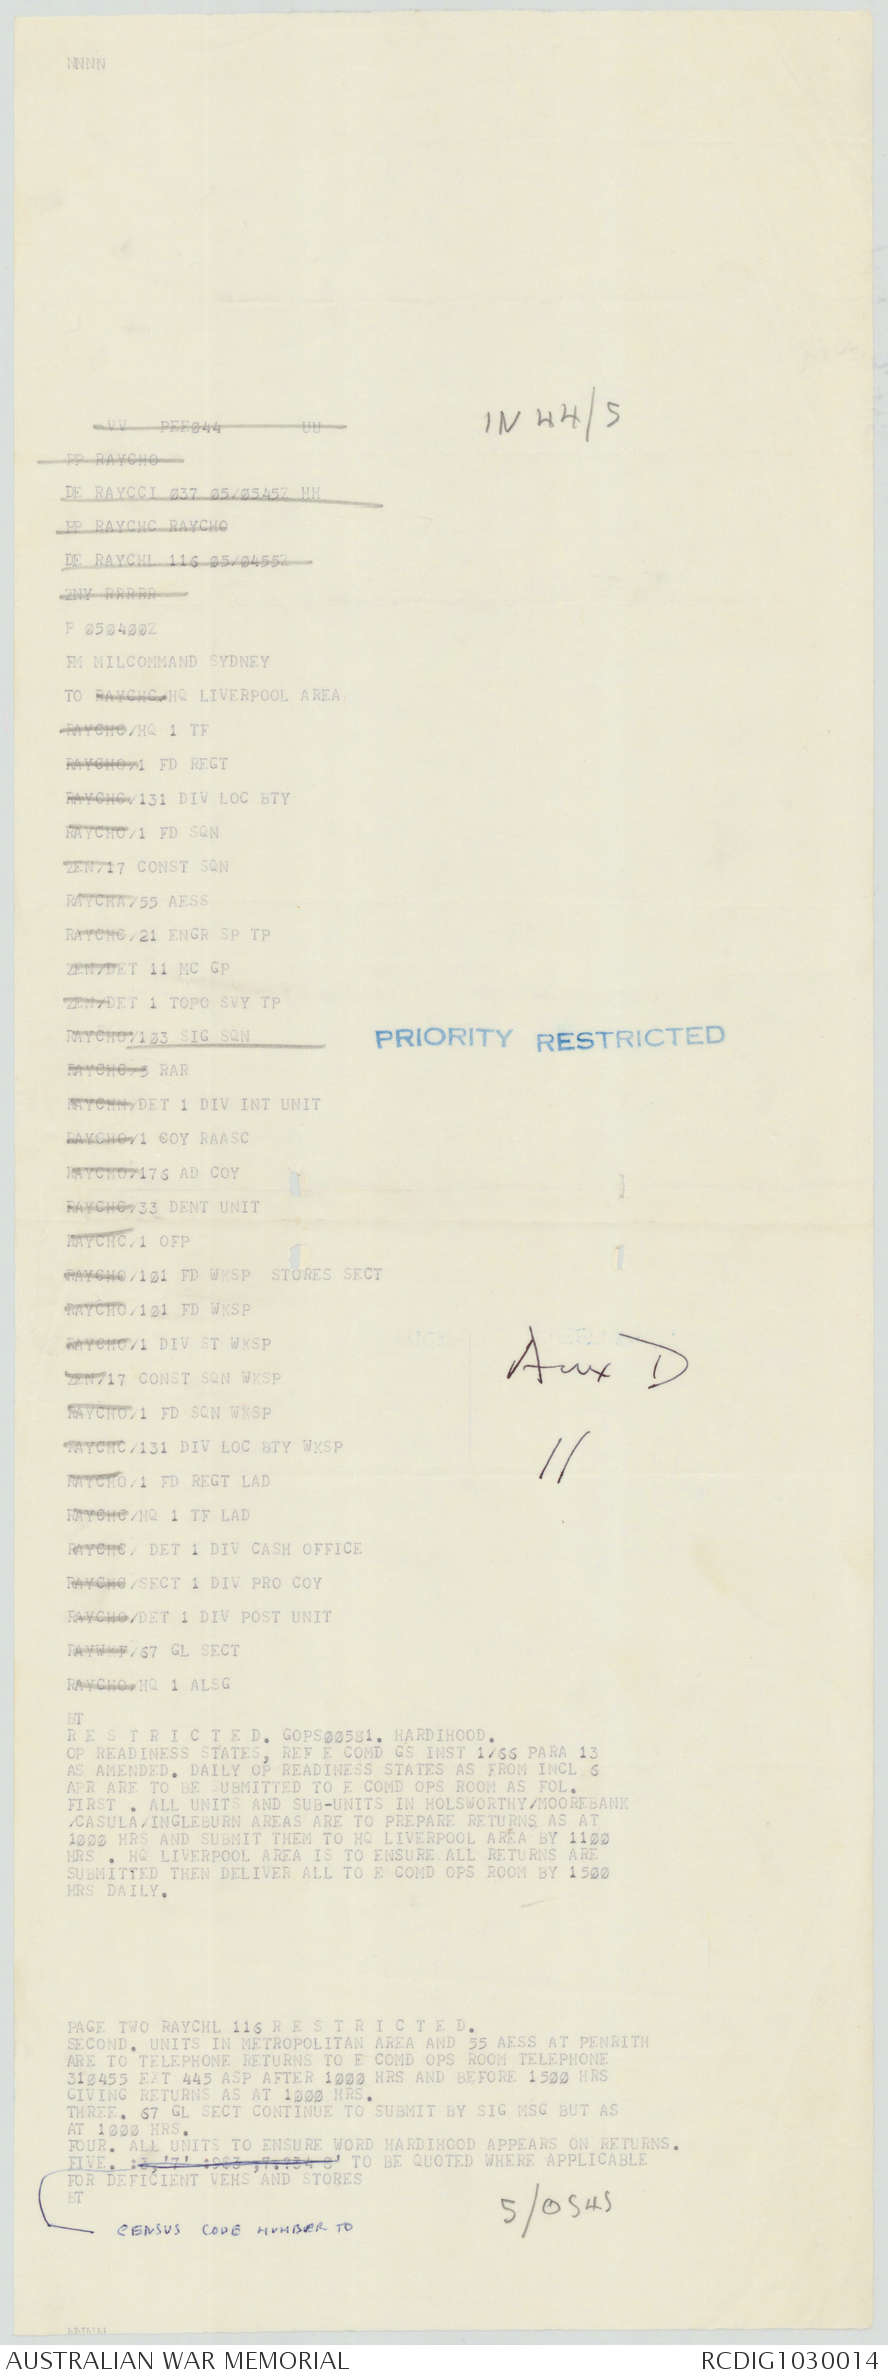 NNNN
VV PEE044 UU
IN 44/5
PP RAYCHO
DE RAYCCI 037 05/0545Z HH
PP RAYCHC RAYCHO
DE RAYCHL 116 05/0455Z
ZNY RRRRR
P 050400Z
FM MILCOMMAND SYDNEY
TO RAYCHC/HQ LIVERPOOL AREA
RAYCHO/HQ 1 TF
RAYCHO/1 FD REGT
RAYCHO/131 DIV LOC BTY
RAYCHO/1 FD SQN
ZEN/17 CONST SQN
RAYCHA/55 AESS
RAYCHO/21 ENGR SP TP
ZEN/DET 11 MC GP
ZEN/DET 1 TOPO SVY TP
RAYCHO/103 SIG SQN
PRIORITY RESTRICTED
RAYCHO/5 RAR
RAYCHN/DET 1 DIV INT UNIT
RAYCHO/1 COY RAASC
RAYCHO/176 AD COY
RAYCHO/33 DENT UNIT
RAYCHC/1 OFP
RAYCHO/101 FD WKSP STORES SECT
RAYCHO/101 FD WKSP
RAYCHO/1 DIV ST WKSP
Anx D
ZEN/17 CONST SQN WKSP
RAYCHO/1 FD SQN WKSP
RAYCHC/131 DIV LOC BTY WKSP
11
RAYCHO/1 FD REGT LAD
RAYCHC/HQ 1 TF LAD
RAYCHC/ DET 1 DIV CASH OFFICE
RAYCHO/SECT 1 DIV PRO COY
RAYCHO/DET 1 DIV POST UNIT
RAYWKF/67 GL SECT
RAYCHO/HQ 1 ALSG
BT
R E S T R I C T E D. GOPS00581. HARDIHOOD.
OP READINESS STATES, REF E COMD GS INST 1/66 PARA 13
AS AMENDED. DAILY OP READINESS STATES AS FROM INCL 6
APR ARE TO BE SUBMITTED TO E COMD OPS ROOM AS FOL.
FIRST . ALL UNITS AND SUB-UNITS IN HOLSWORTHY/MOOREBANK
/CASULA/INGLEBURN AREAS ARE TO PREPARE RETURNS AS AT
1000 HRS AND SUBMIT THEM TO HQ LIVERPOOL AREA BY 1100
HRS . HQ LIVERPOOL AREA IS TO ENSURE ALL RETURNS ARE
SUBMITTED THEN DELIVER ALL TO E COMD OPS ROOM BY 1500
HRS DAILY.
PAGE TWO RAYCHL 116 R E S T R I C T E D.
SECOND. UNITS IN METROPOLITAN AREA AND 55 AESS AT PENRITH
ARE TO TELEPHONE RETURNS TO E COMD OPS ROOM TELEPHONE
310455 EXT 445 ASP AFTER 1000 HRS AND BEFORE 1500 HRS
GIVING RETURNS AS AT 1000 HRS.
THREE. 67 GL SECT CONTINUE TO SUBMIT BY SIG MSG BUT AS
AT 1000 HRS.
FOUR. ALL UNITS TO ENSURE WORD HARDIHOOD APPEARS ON RETURNS.
FIVE. TO BE QUOTED WHERE APPLICABLE
FOR DEFICIENT VEHS AND STORES
BT
5/0545
CENSUS CODE NUMBER TO
NNNN
AUSTRALIAN WAR MEMORIAL
RCDIG1030014